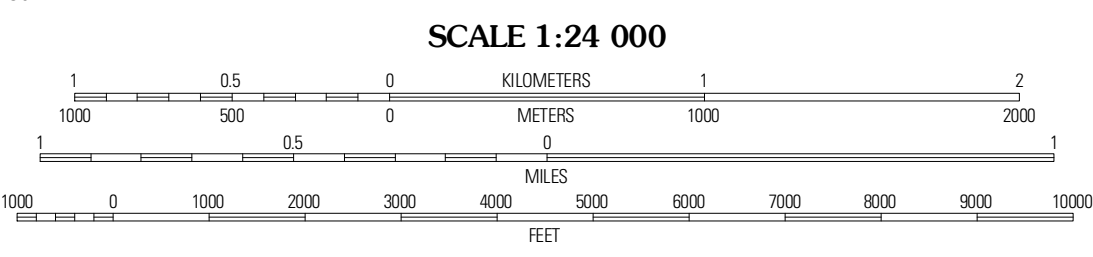 SCALE 1:24 000
1 0.5 0 KILOMETERS 1 2
1000 500 0 METERS 1000 2000
1 0.5 0 1
MILES
1000 0 1000 2000 3000 4000 5000 6000 7000 8000 9000 10000
FEET